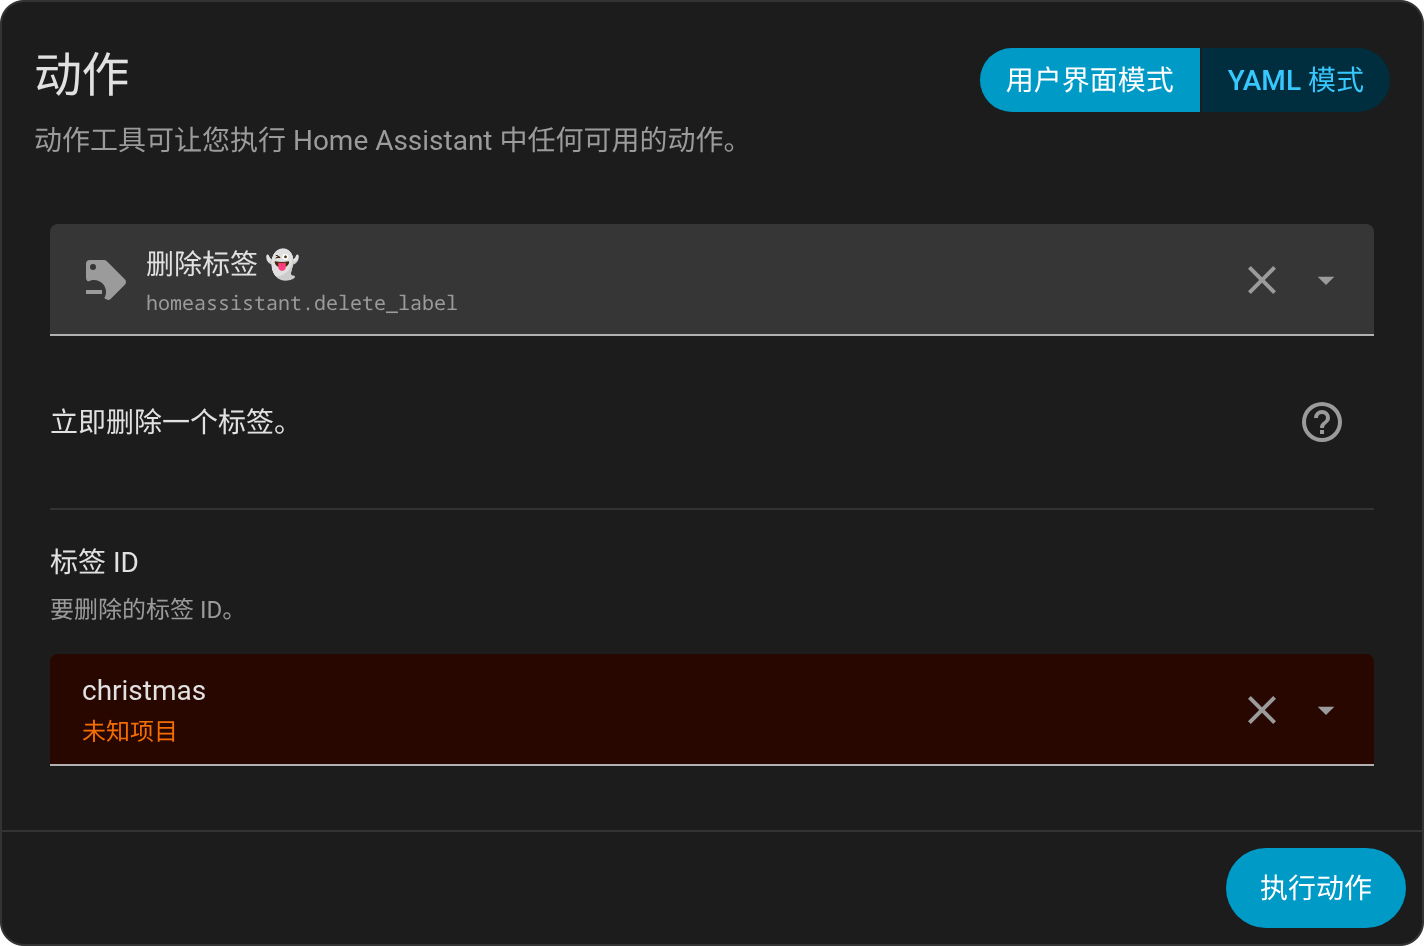 动作
用户界面模式
YAML 模式
动作工具可让您执行 Home Assistant 中任何可用的动作。
删除标签 👻
homeassistant.delete_label
立即删除一个标签。
标签 ID
要删除的标签 ID。
christmas
未知项目
执行动作